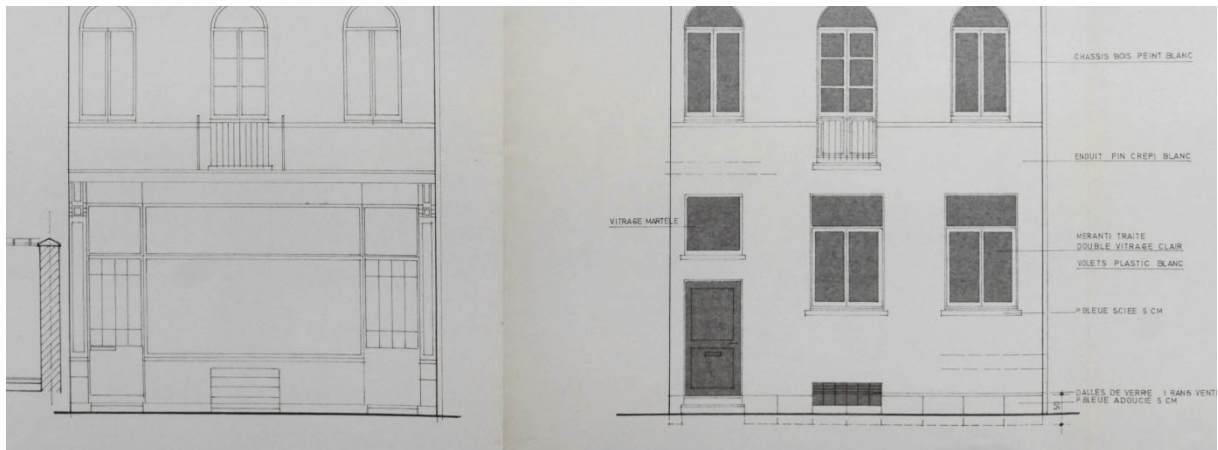 CHASSIS BOIS PEINT BLANC
ENDUIT FIN CREPI BLANC
VITRAGE MARTELE
MERANTI TRAITE
DOUBLE VITRAGE CLAIR
VOLETS PLASTIC BLANC
P.BLEUE SCIEE 5 CM
DALLES DE VERRE
P.BLEUE ADOUCIE 5 CM
50